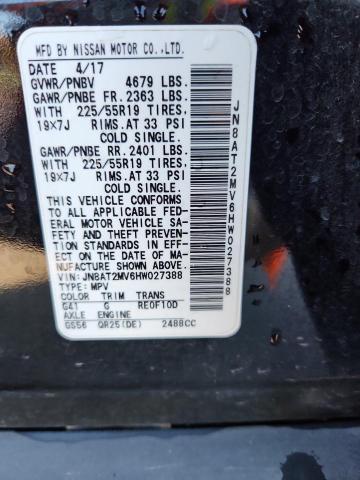 MFD BY NISSAN MOTOR CO.,LTD.
DATE 4/17
GVWR/PNBV 4679 LBS.
GAWR/PNBE FR. 2363 LBS.
WITH 225/55R19 TIRES,
19x7J RIMS.AT 33 PSI
COLD SINGLE.
GAWR/PNBE RR. 2401 LBS.
WITH 225/55R19 TIRES,
19x7J RIMS.AT 33 PSI
COLD SINGLE.
THIS VEHICLE CONFORMS
TO ALL APPLICABLE FED-
ERAL MOTOR VEHICLE SA-
FETY AND THEFT PREVEN-
TION STANDARDS IN EFF-
ECT ON THE DATE OF MA-
NUFACTURE SHOWN ABOVE.
VIN:JN8AT2MV6HW027388
TYPE:MPV
COLOR TRIM TRANS
G41 G RE0F10D
AXLE ENGINE
GS56 QR25(DE) 2488CC
JN8AT2MV6HW027388